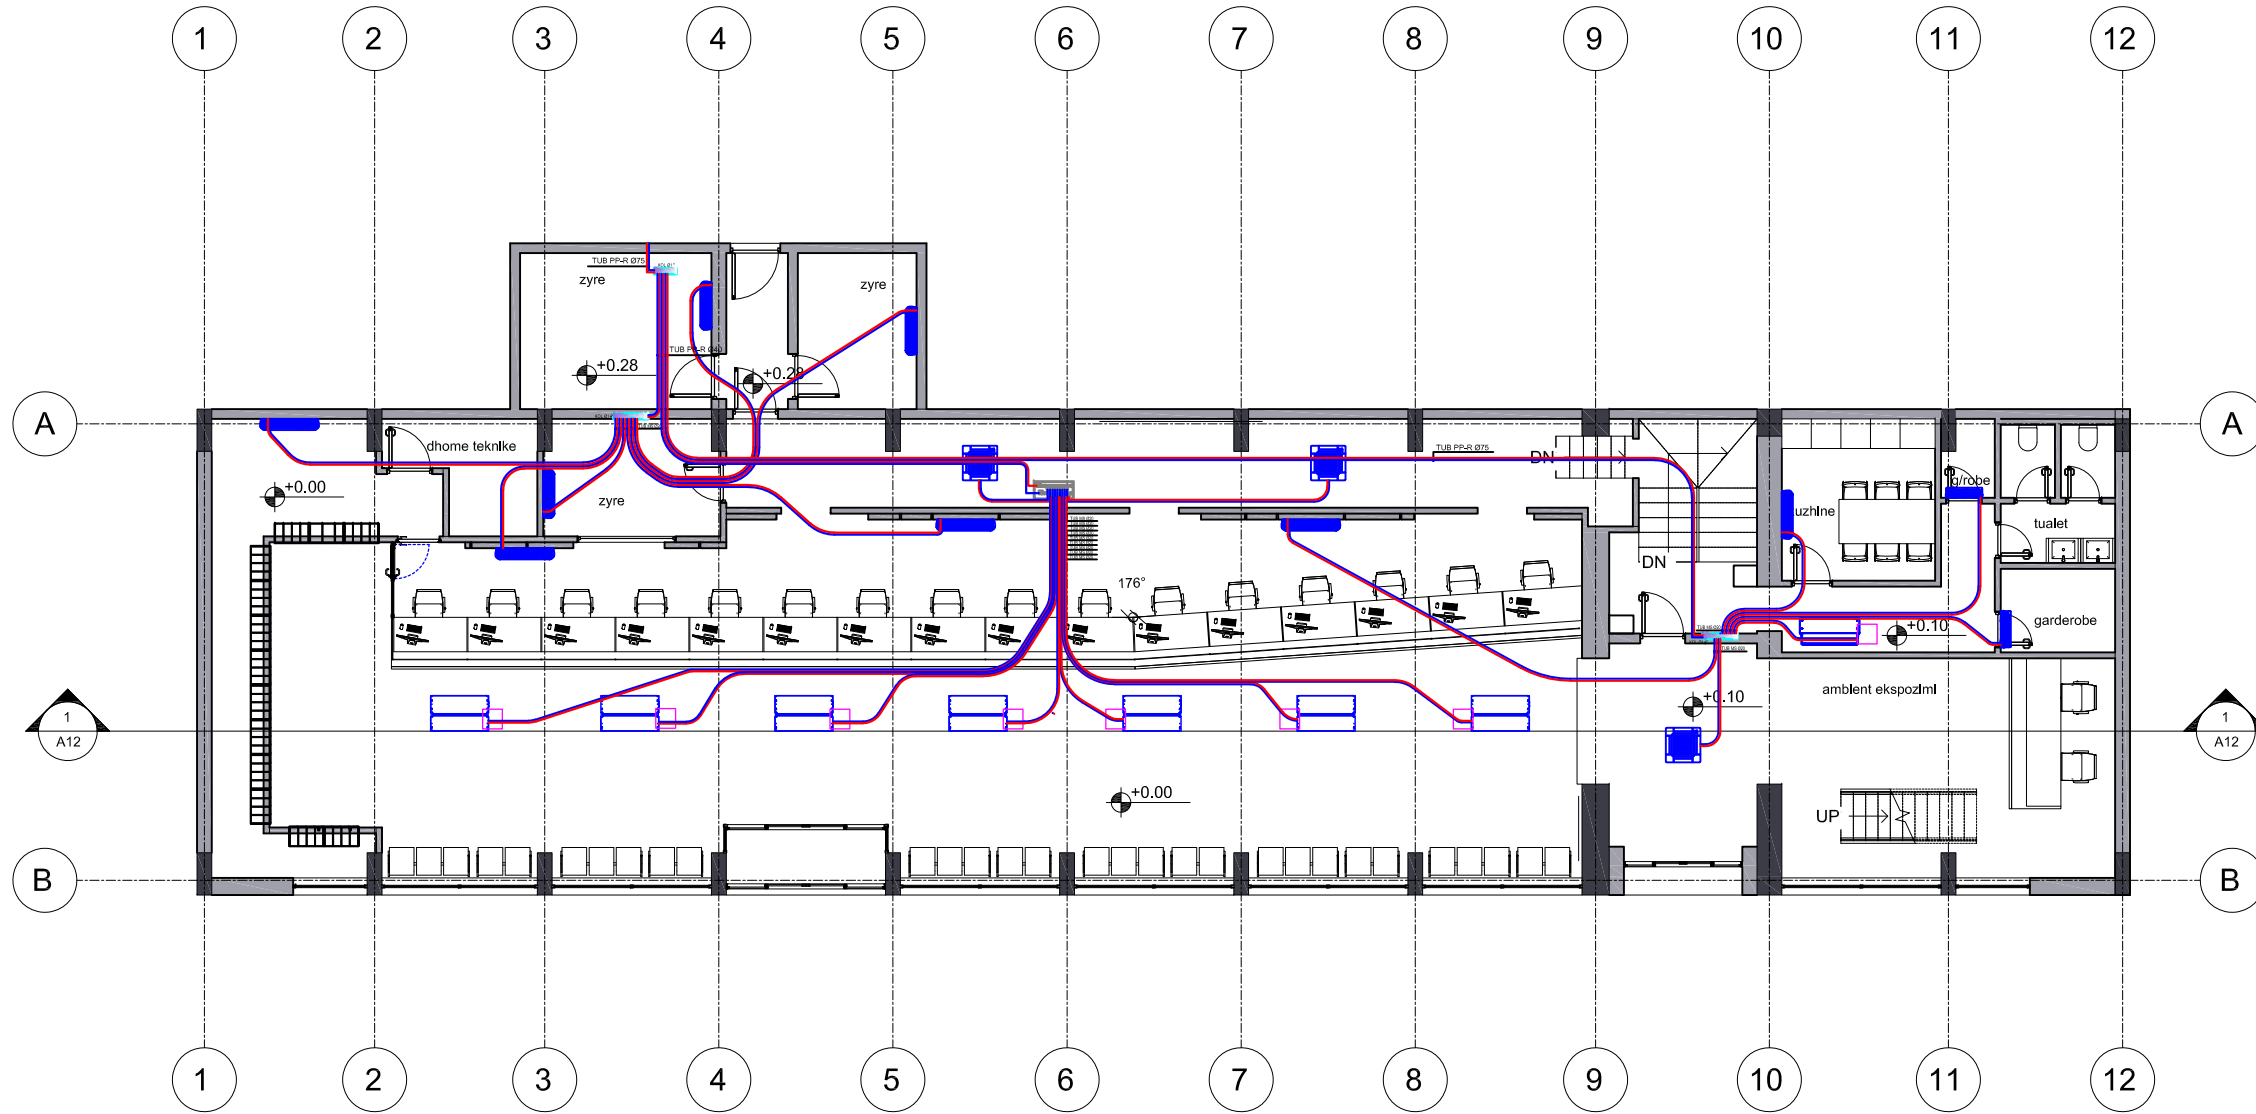 1 2 3 4 5 6 7 8 9 10 11 12
TUB PP-R Ø75
zyre
zyre
TUB PP-R Ø40
+0.28
+0.28
A
A
dhome teknike
TUB PP-R Ø75
DN
g/robe
+0.00
zyre
uzhine
tualet
DN
176°
garderobe
+0.10
ambient ekspozimi
+0.10
1
A12
1
A12
+0.00
UP
B
B
1 2 3 4 5 6 7 8 9 10 11 12